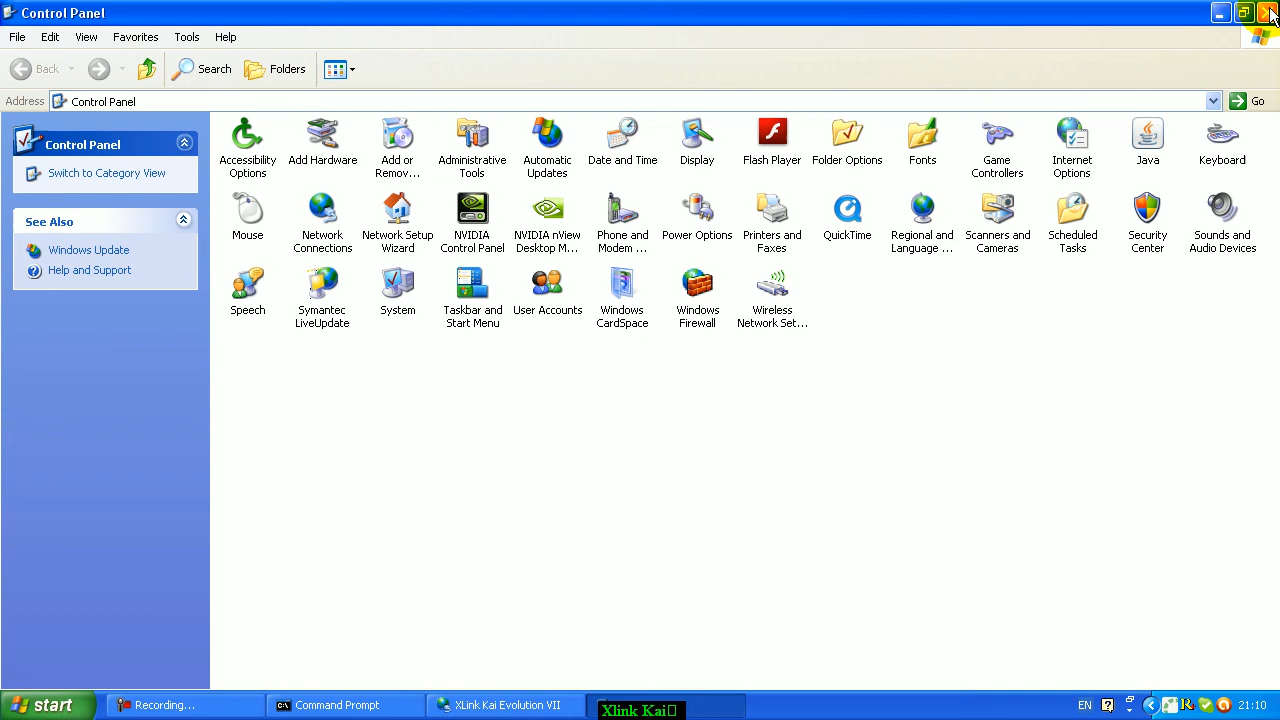 Control Panel
File Edit View Favorites Tools Help
Back Search Folders
Address Control Panel Go
Control Panel
Switch to Category View
See Also
Windows Update
Help and Support
Accessibility Options
Add Hardware
Add or Remov...
Administrative Tools
Automatic Updates
Date and Time
Display
Flash Player
Folder Options
Fonts
Game Controllers
Internet Options
Java
Keyboard
Mouse
Network Connections
Network Setup Wizard
NVIDIA Control Panel
NVIDIA nView Desktop M...
Phone and Modem ...
Power Options
Printers and Faxes
QuickTime
Regional and Language ...
Scanners and Cameras
Scheduled Tasks
Security Center
Sounds and Audio Devices
Speech
Symantec LiveUpdate
System
Taskbar and Start Menu
User Accounts
Windows CardSpace
Windows Firewall
Wireless Network Set...
start Recording... Command Prompt XLink Kai Evolution VII Xlink Kai EN 21:10